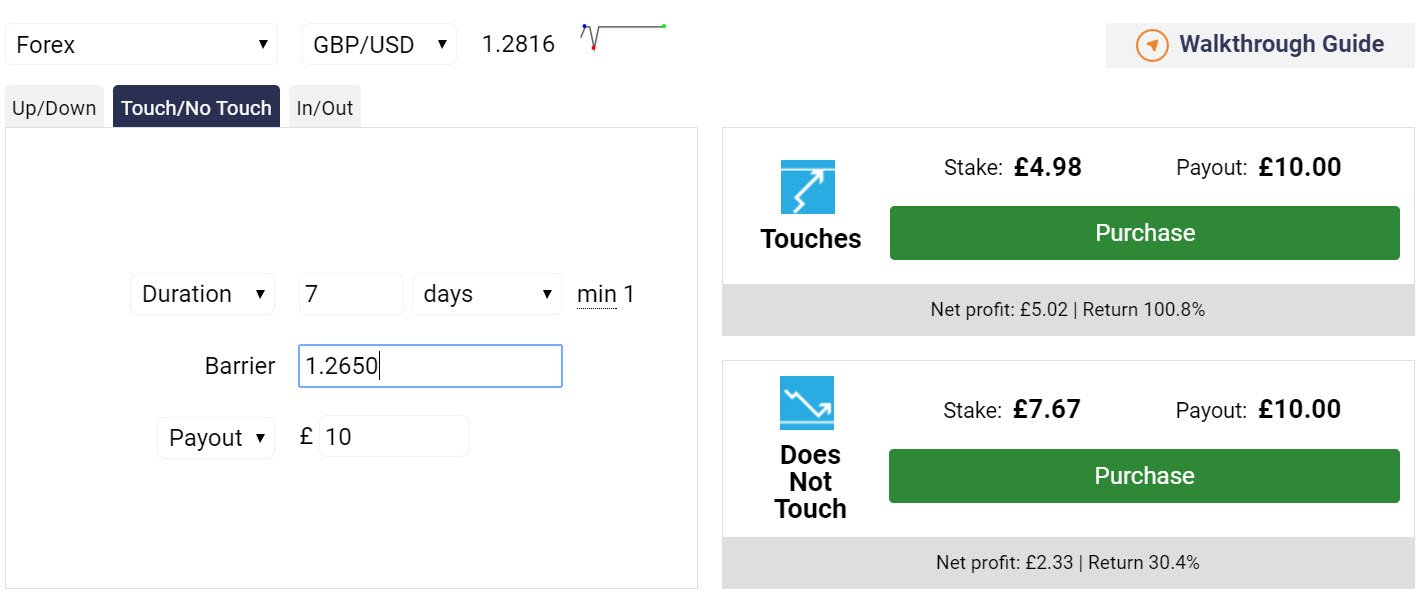 Forex GBP/USD 1.2816 Walkthrough Guide
Up/Down Touch/No Touch In/Out
Duration 7 days min 1
Barrier 1.2650
Payout £ 10
Stake: £4.98 Payout: £10.00
Touches Purchase
Net profit: £5.02 | Return 100.8%
Stake: £7.67 Payout: £10.00
Does
Not
Touch
Purchase
Net profit: £2.33 | Return 30.4%